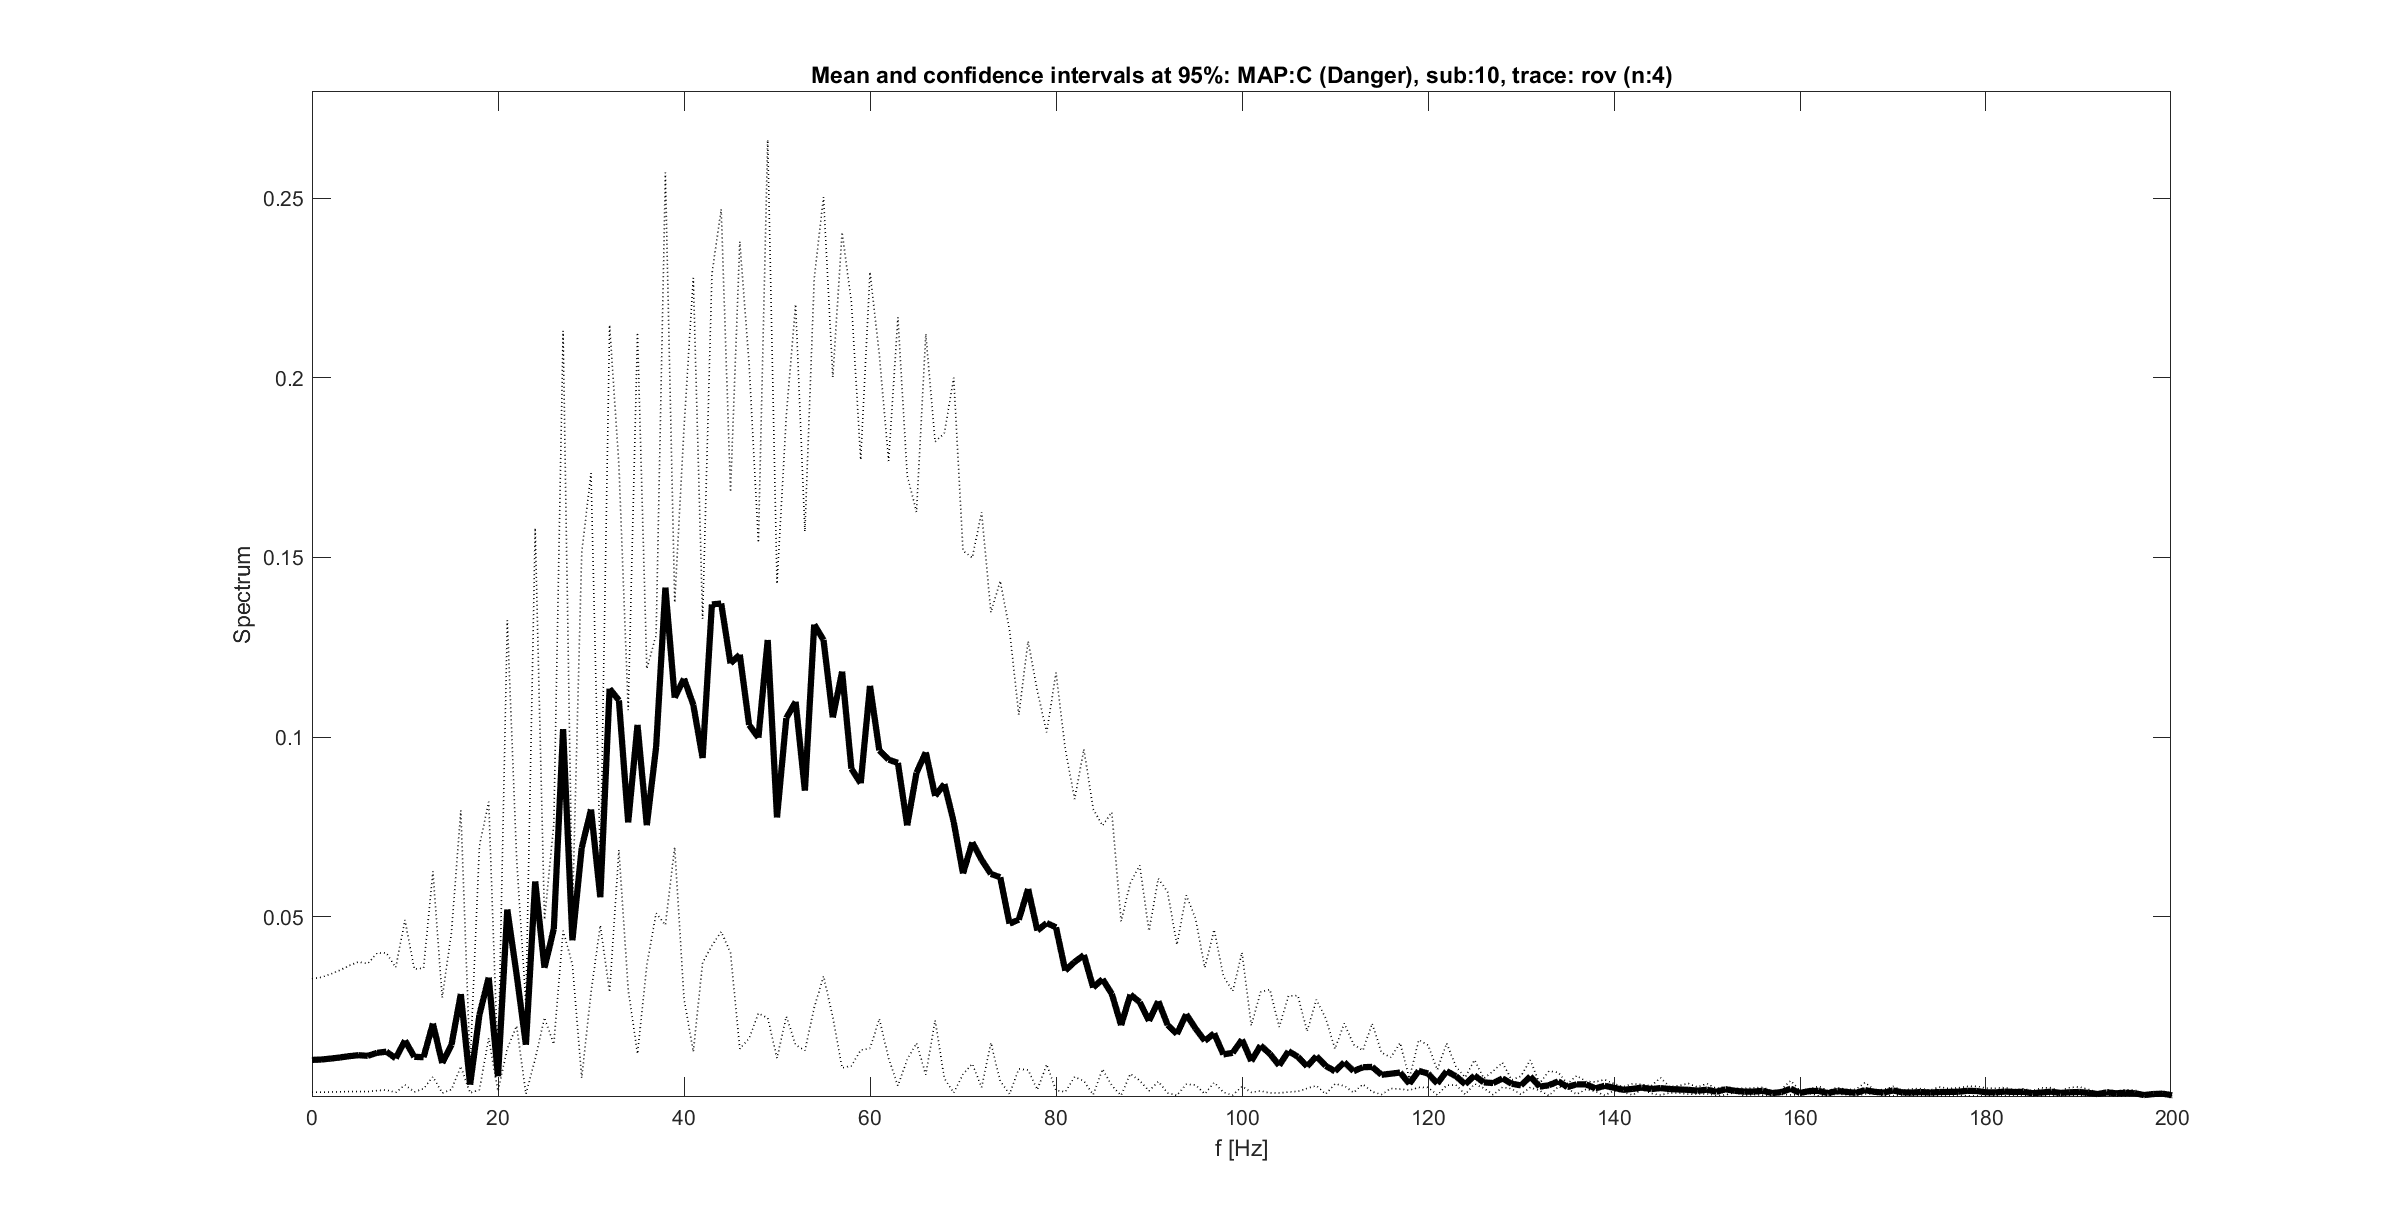 Mean and confidence intervals at 95%: MAP:C (Danger), sub:10, trace: rov (n:4)
0.25
0.2
0.15
0.1
0.05
Spectrum
0 20 40 60 80 100 120 140 160 180 200
f [Hz]